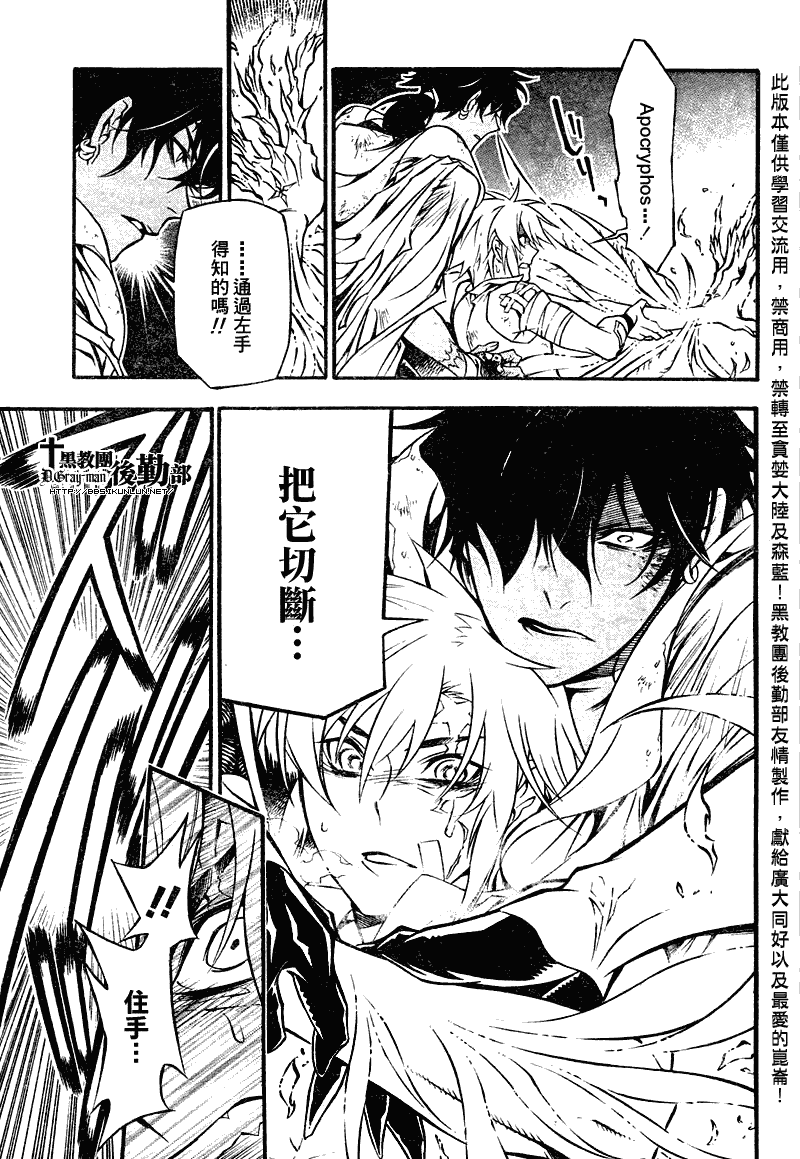 Apocryphos…!
……通過左手
得知的嗎!!
把它切斷…
!!
住手…
黑教團
D.Gray-man
後勤部
HTTP://BBS.IKUNLUN.NET/
此版本僅供學習交流用，禁商用，禁轉至貪婪大陸及森藍！黑教團後勤部友情製作，獻給廣大同好以及最愛的崑崙！